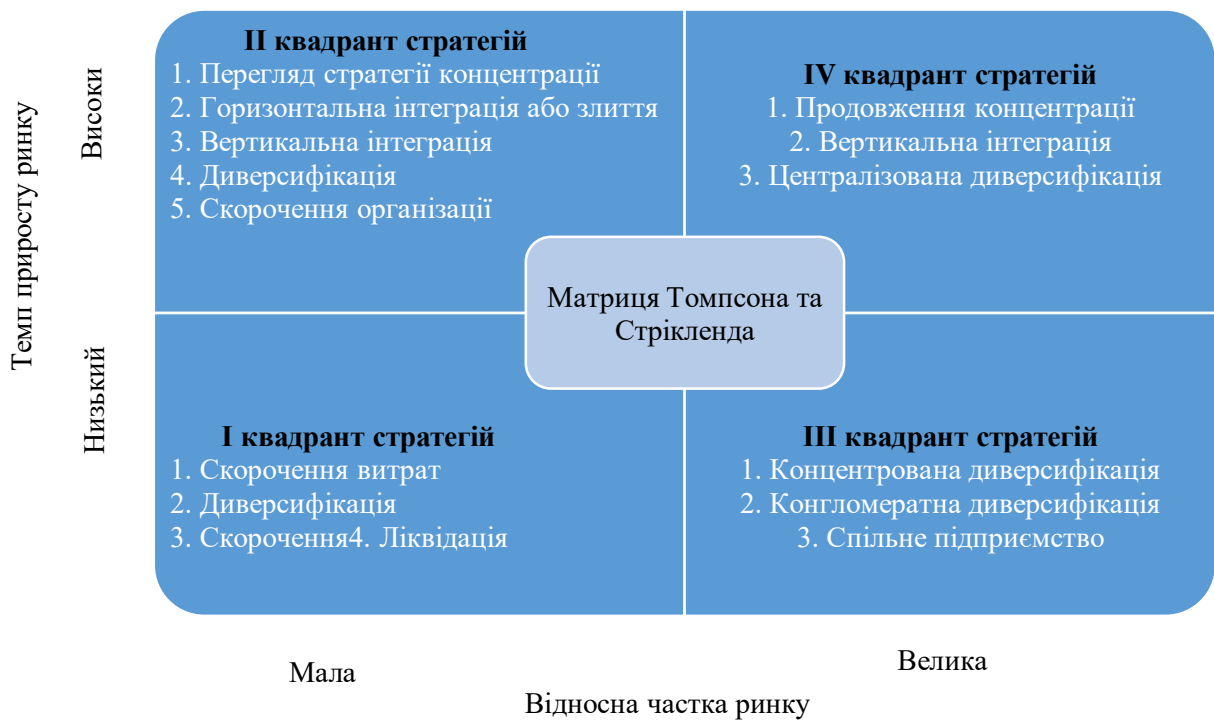 Темп приросту ринку
Високи
II квадрант стратегій
1. Перегляд стратегії концентрації
2. Горизонтальна інтеграція або злиття
3. Вертикальна інтеграція
4. Диверсифікація
5. Скорочення організації
IV квадрант стратегій
1. Продовження концентрації
2. Вертикальна інтеграція
3. Централізована диверсифікація
Матриця Томпсона та
Стрікленда
Низький
I квадрант стратегій
1. Скорочення витрат
2. Диверсифікація
3. Скорочення4. Ліквідація
III квадрант стратегій
1. Концентрована диверсифікація
2. Конгломератна диверсифікація
3. Спільне підприємство
Мала
Велика
Відносна частка ринку